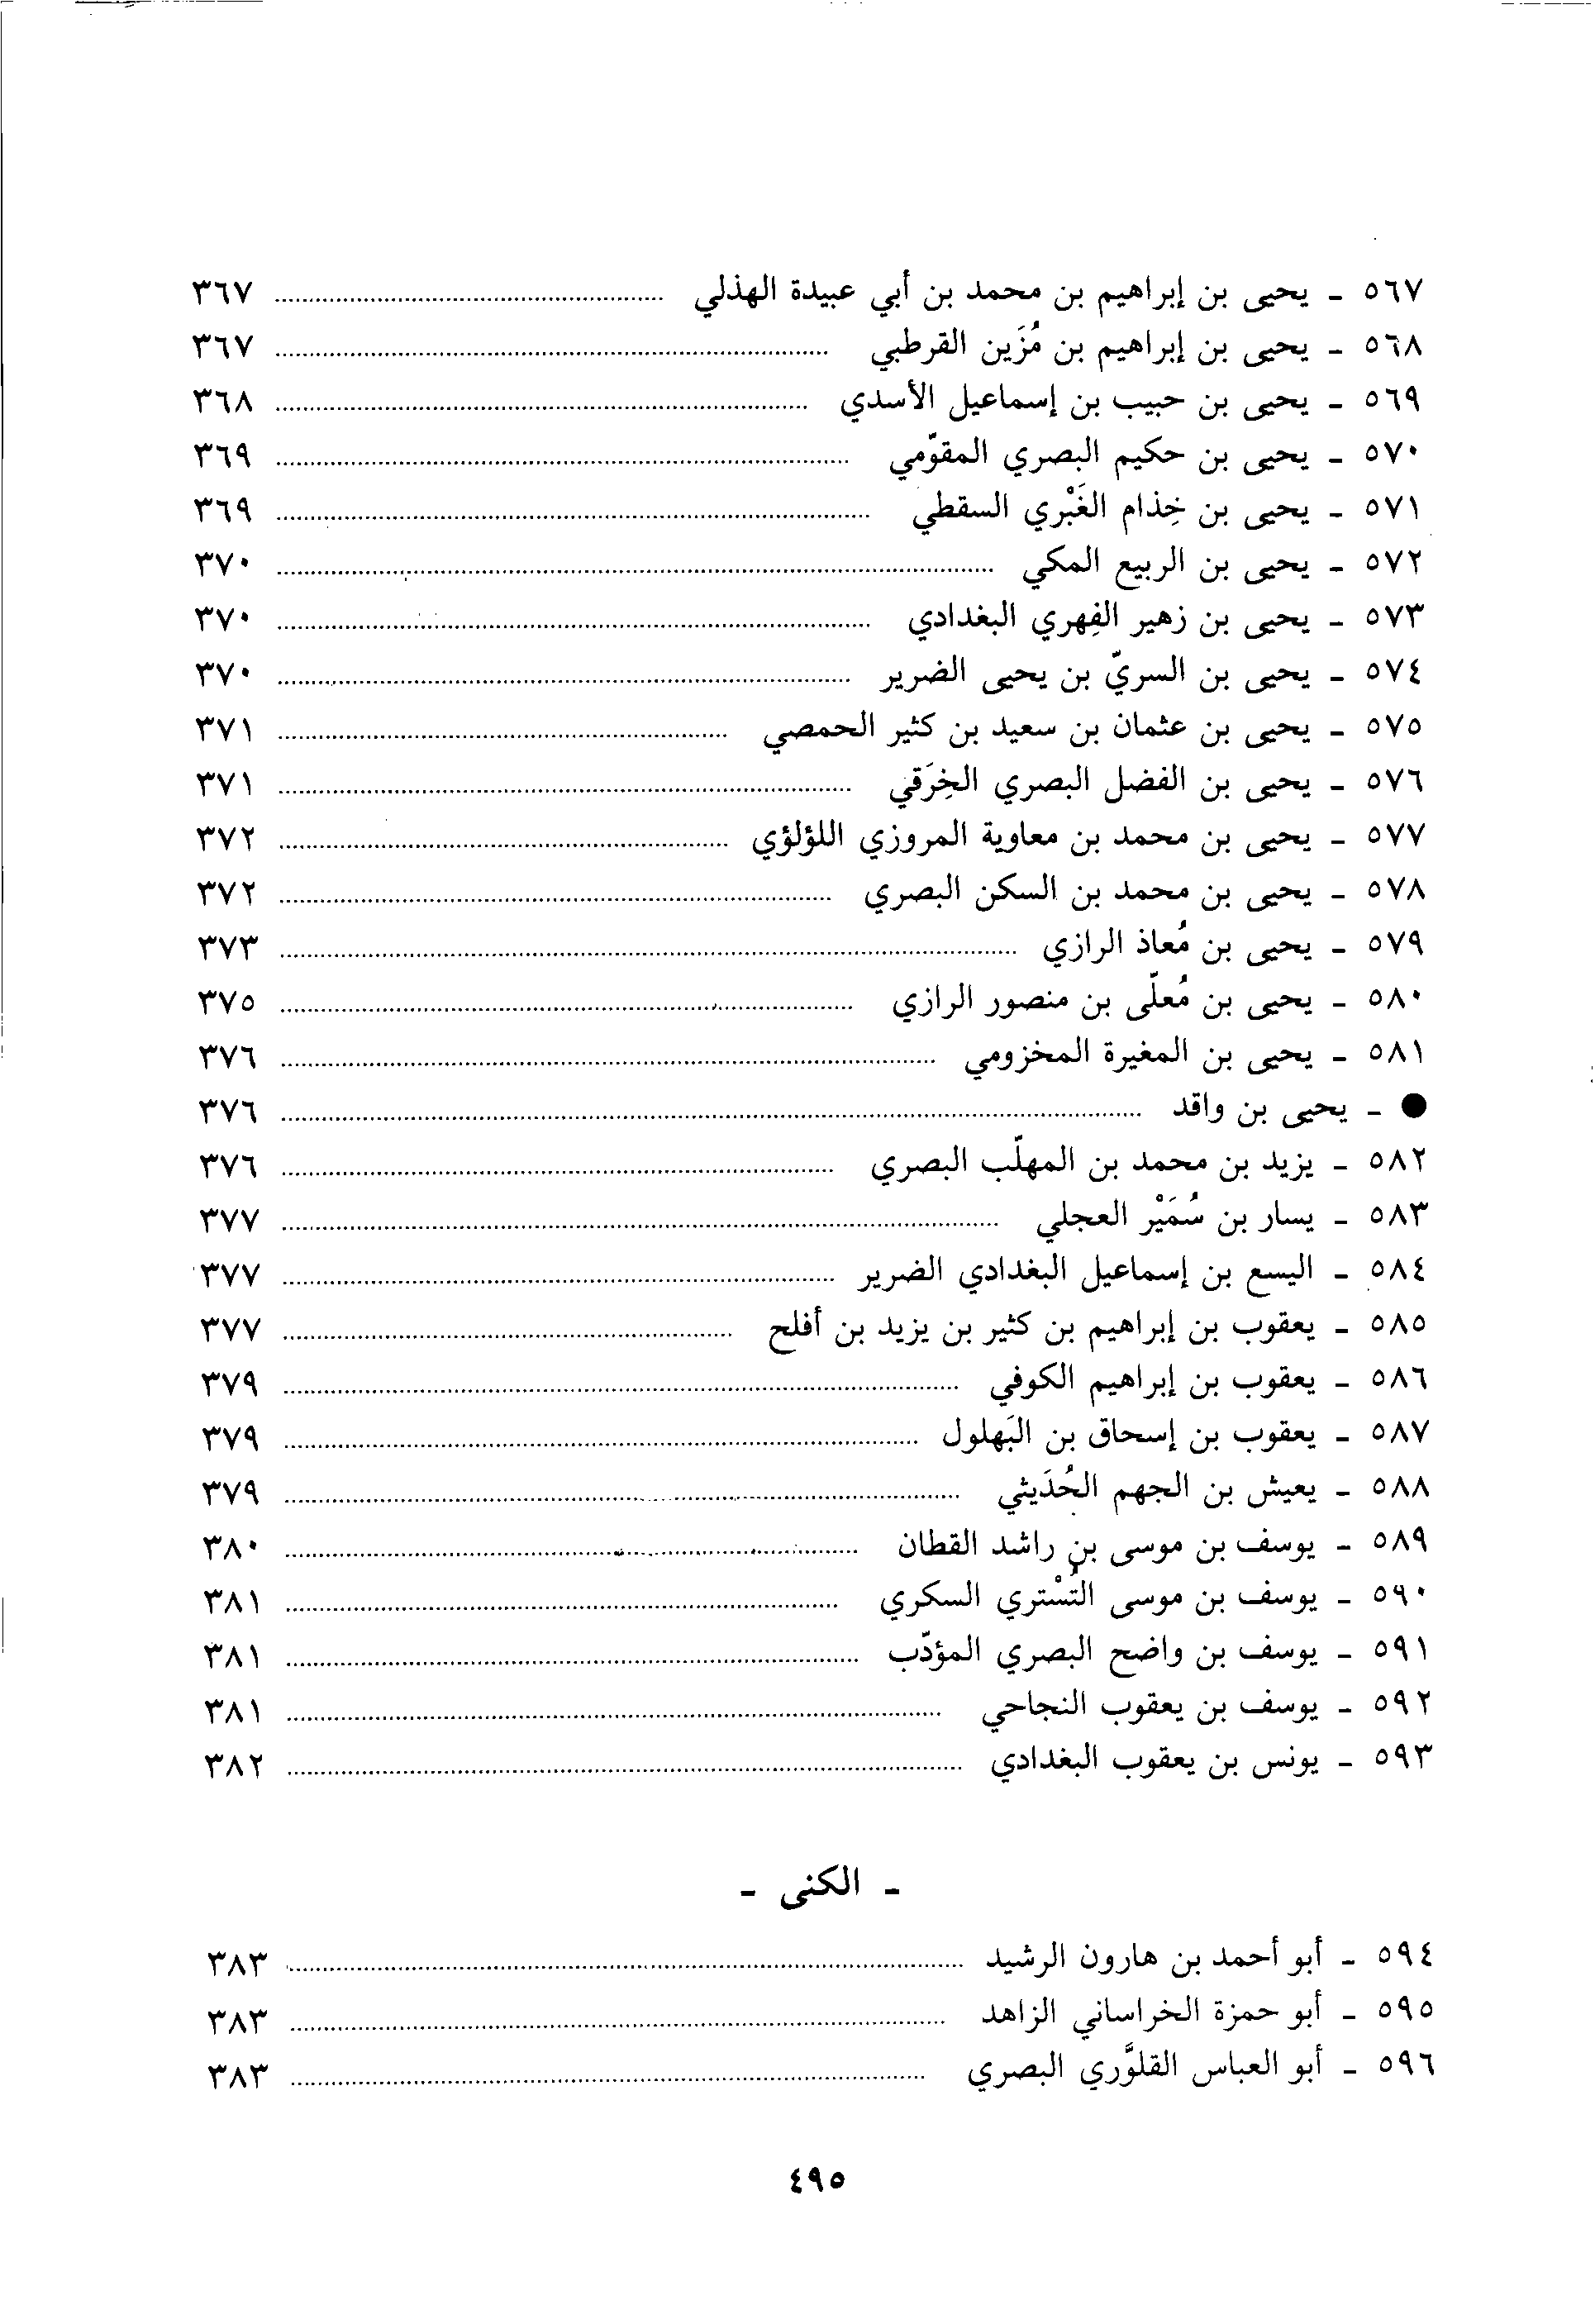 ٥٦٧ - يحيى بن إبراهيم بن محمد بن أبي عبيدة الهذلي ........ ٣٦٧
٥٦٨ - يحيى بن إبراهيم بن مُزَين القرطبي ........ ٣٦٧
٥٦٩ - يحيى بن حبيب بن إسماعيل الأسدي ........ ٣٦٨
٥٧٠ - يحيى بن حكيم البصري المقوّمي ........ ٣٦٩
٥٧١ - يحيى بن خِذام الغَبْري السقطي ........ ٣٦٩
٥٧٢ - يحيى بن الربيع المكي ........ ٣٧٠
٥٧٣ - يحيى بن زهير الفِهري البغدادي ........ ٣٧٠
٥٧٤ - يحيى بن السريّ بن يحيى الضرير ........ ٣٧٠
٥٧٥ - يحيى بن عثمان بن سعيد بن كثير الحمصي ........ ٣٧١
٥٧٦ - يحيى بن الفضل البصري الخِرَقي ........ ٣٧١
٥٧٧ - يحيى بن محمد بن معاوية المروزي اللؤلؤي ........ ٣٧٢
٥٧٨ - يحيى بن محمد بن السكن البصري ........ ٣٧٢
٥٧٩ - يحيى بن مُعاذ الرازي ........ ٣٧٣
٥٨٠ - يحيى بن مُعلّى بن منصور الرازي ........ ٣٧٥
٥٨١ - يحيى بن المغيرة المخزومي ........ ٣٧٦
● - يحيى بن واقد ........ ٣٧٦
٥٨٢ - يزيد بن محمد بن المهلّب البصري ........ ٣٧٦
٥٨٣ - يسار بن سُمَيْر العجلي ........ ٣٧٧
٥٨٤ - اليسع بن إسماعيل البغدادي الضرير ........ ٣٧٧
٥٨٥ - يعقوب بن إبراهيم بن كثير بن يزيد بن أفلح ........ ٣٧٧
٥٨٦ - يعقوب بن إبراهيم الكوفي ........ ٣٧٩
٥٨٧ - يعقوب بن إسحاق بن البَهلول ........ ٣٧٩
٥٨٨ - يعيش بن الجهم الحُدَيثي ........ ٣٧٩
٥٨٩ - يوسف بن موسى بن راشد القطان ........ ٣٨٠
٥٩٠ - يوسف بن موسى التُسْتري السكري ........ ٣٨١
٥٩١ - يوسف بن واضح البصري المؤدّب ........ ٣٨١
٥٩٢ - يوسف بن يعقوب النجاحي ........ ٣٨١
٥٩٣ - يونس بن يعقوب البغدادي ........ ٣٨٢
- الكنى -
٥٩٤ - أبو أحمد بن هارون الرشيد ........ ٣٨٣
٥٩٥ - أبو حمزة الخراساني الزاهد ........ ٣٨٣
٥٩٦ - أبو العباس القلوَّري البصري ........ ٣٨٣
٤٩٥